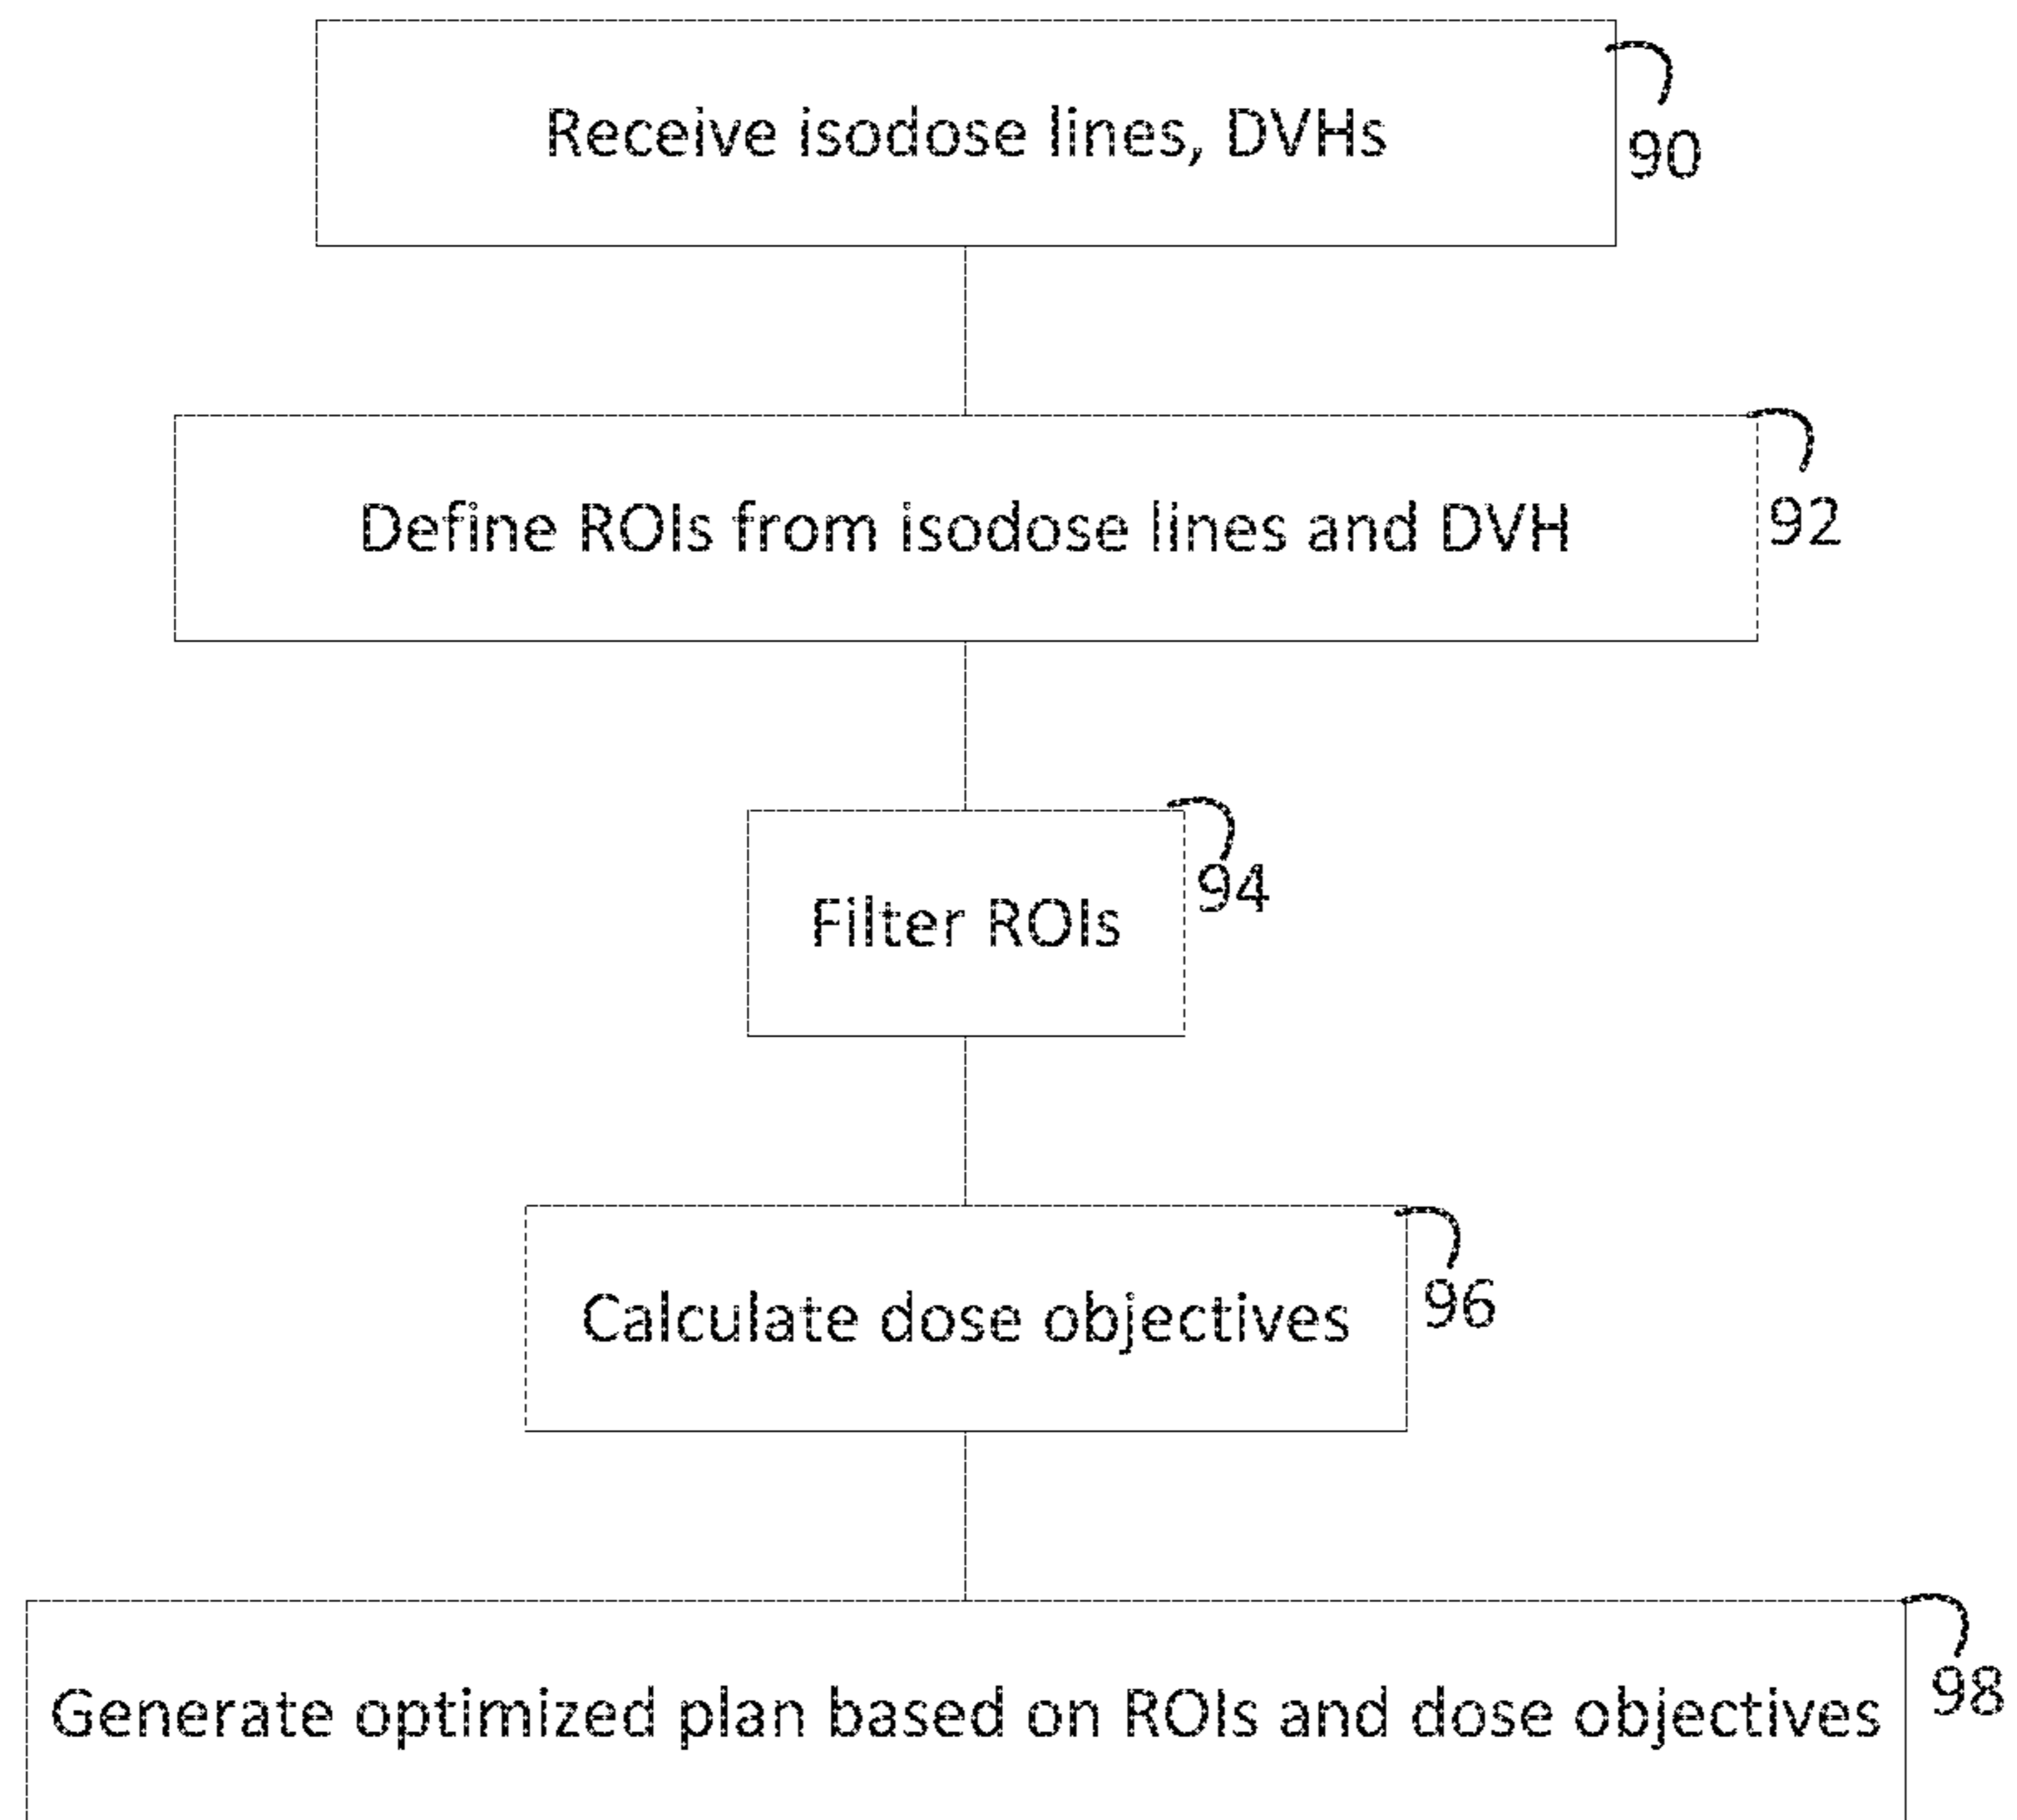 Receive isodose lines, DVHs
90
Define ROIs from isodose lines and DVH
92
Filter ROIs
94
Calculate dose objectives
96
Generate optimized plan based on ROIs and dose objectives
98